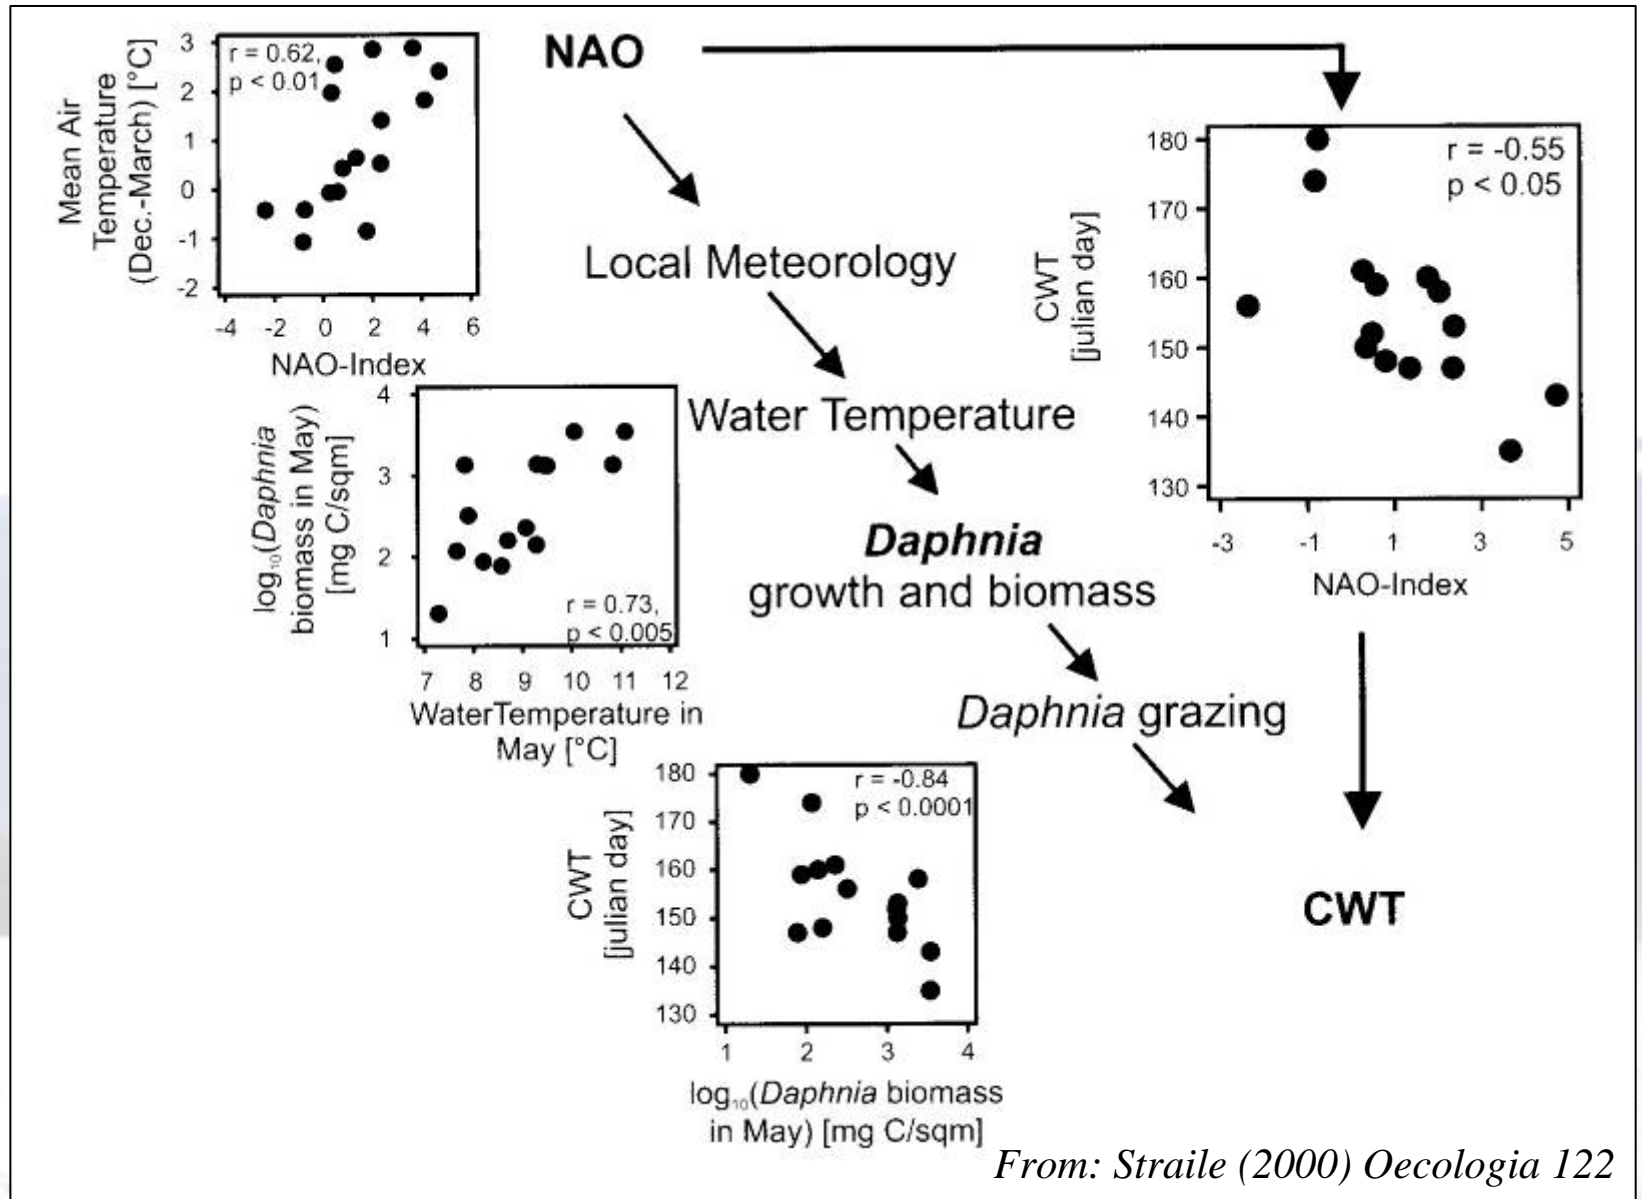 NAO
r = 0.62,
p < 0.01
Mean Air
Temperature
(Dec.-March) [°C]
3
2
1
0
-1
-2
-4 -2 0 2 4 6
NAO-Index
Local Meteorology
Water Temperature
Daphnia
growth and biomass
Daphnia grazing
CWT
r = -0.55
p < 0.05
CWT
[julian day]
180
170
160
150
140
130
-3 -1 1 3 5
NAO-Index
log₁₀(Daphnia
biomass in May)
[mg C/sqm]
4
3
2
1
r = 0.73,
p < 0.005
7 8 9 10 11 12
WaterTemperature in
May [°C]
CWT
[julian day]
180
170
160
150
140
130
r = -0.84
p < 0.0001
1 2 3 4
log₁₀(Daphnia biomass
in May) [mg C/sqm]
From: Straile (2000) Oecologia 122